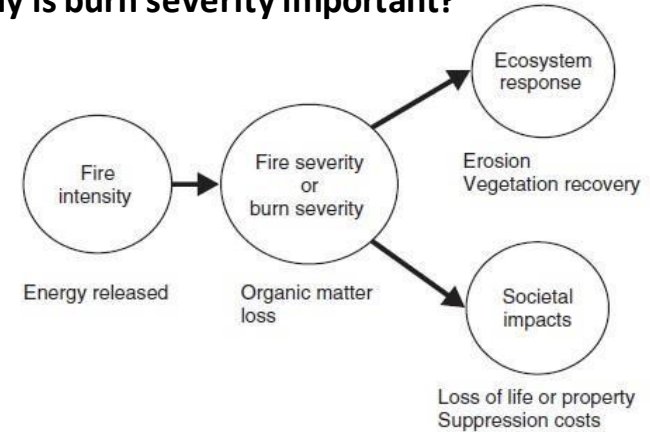 is burn severity important?
Fire
intensity
Energy released
Fire severity
or
burn severity
Organic matter
loss
Ecosystem
response
Erosion
Vegetation recovery
Societal
impacts
Loss of life or property
Suppression costs